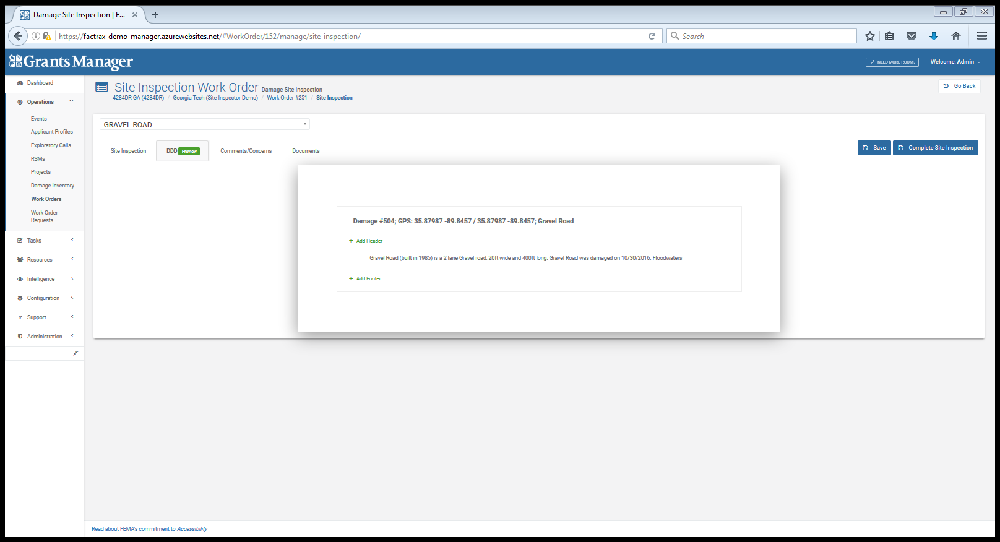 Damage Site Inspection | F...
https://factrax-demo-manager.azurewebsites.net/#WorkOrder/152/manage/site-inspection/
Search
Grants Manager
NEED MORE ROOM?
Welcome, Admin
Dashboard
Operations
Events
Applicant Profiles
Exploratory Calls
RSMs
Projects
Damage Inventory
Work Orders
Work Order
Requests
Tasks
Resources
Intelligence
Configuration
? Support
Administration
Site Inspection Work Order Damage Site Inspection
Go Back
4284DR-GA (4284DR) / Georgia Tech (Site-Inspector-Demo) / Work Order #251 / Site Inspection
GRAVEL ROAD
Site Inspection
DDD Preview
Comments/Concerns
Documents
Save
Complete Site Inspection
Damage #504; GPS: 35.87987 -89.8457 / 35.87987 -89.8457; Gravel Road
+ Add Header
Gravel Road (built in 1985) is a 2 lane Gravel road, 20ft wide and 400ft long. Gravel Road was damaged on 10/30/2016. Floodwaters
+ Add Footer
Read about FEMA's commitment to Accessibility